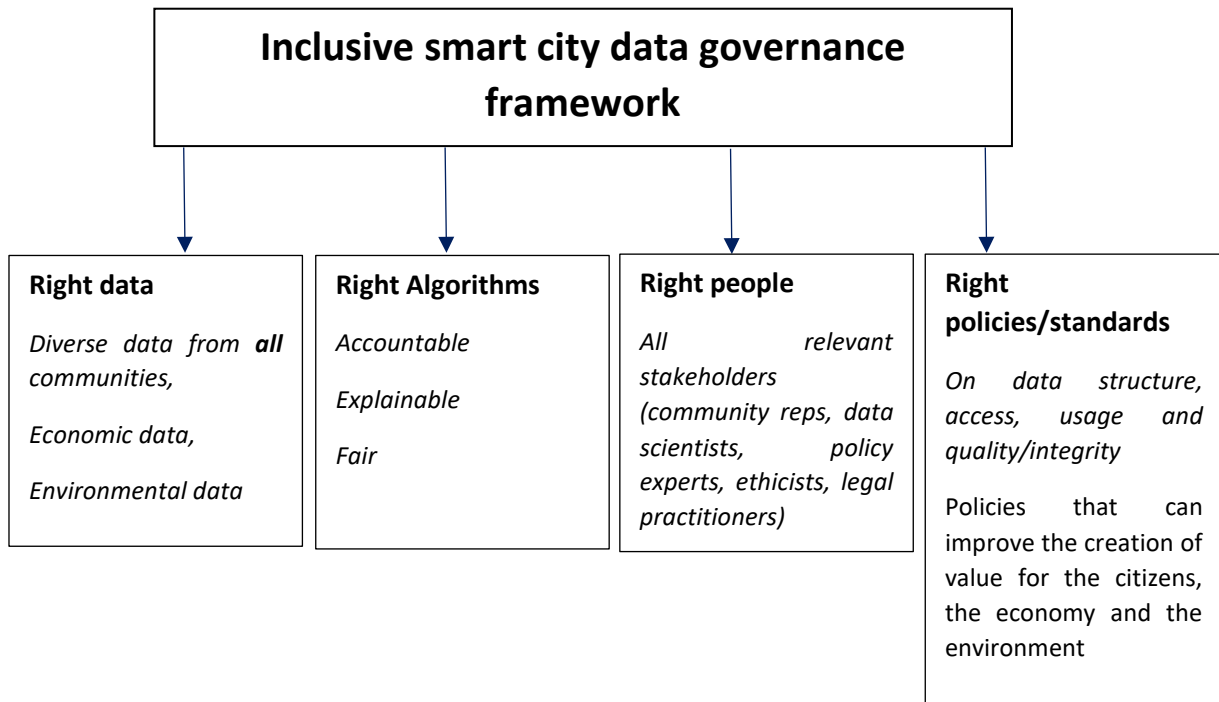 Inclusive smart city data governance
framework
Right data
Diverse data from all
communities,
Economic data,
Environmental data
Right Algorithms
Accountable
Explainable
Fair
Right people
All relevant
stakeholders
(community reps, data
scientists, policy
experts, ethicists, legal
practitioners)
Right
policies/standards
On data structure,
access, usage and
quality/integrity
Policies that can
improve the creation of
value for the citizens,
the economy and the
environment